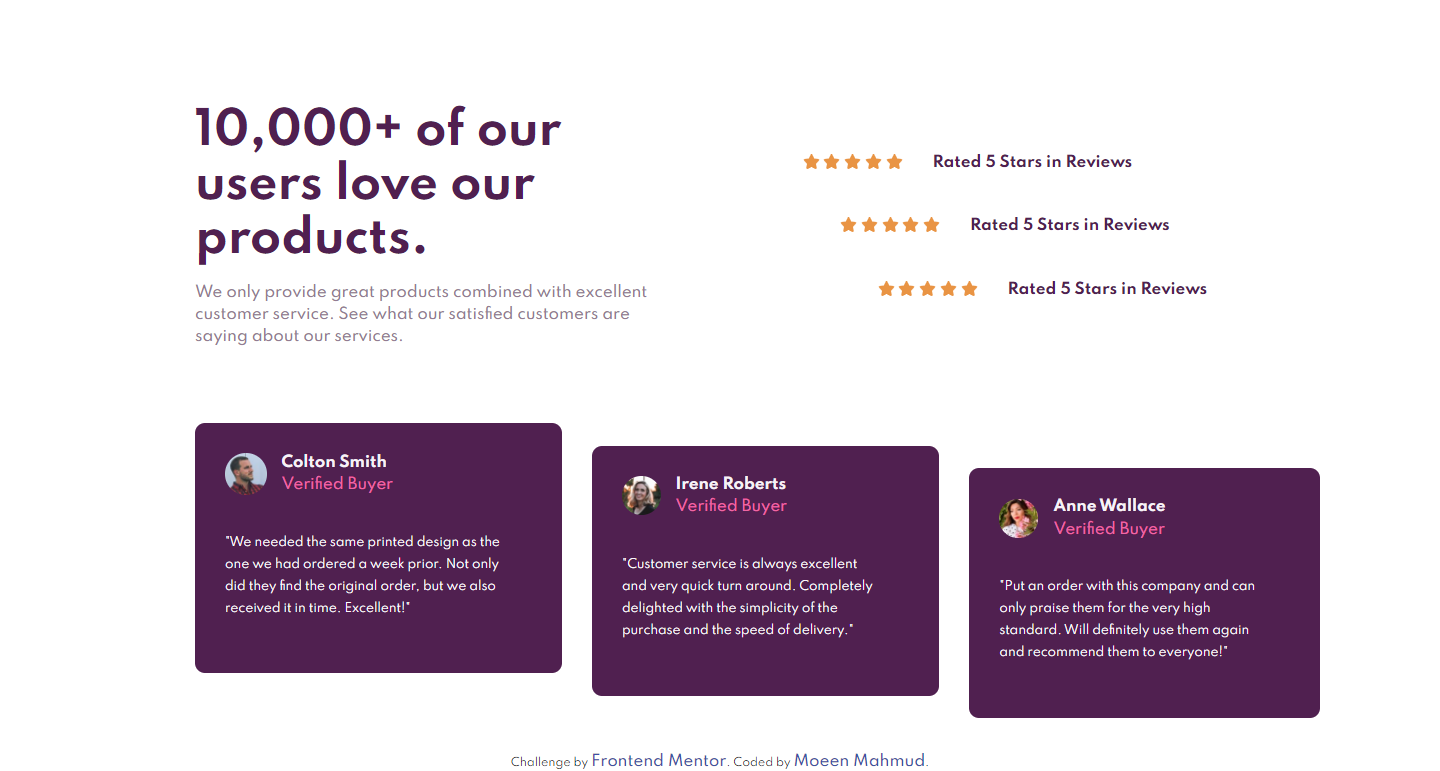 10,000+ of our
users love our
products.
We only provide great products combined with excellent
customer service. See what our satisfied customers are
saying about our services.
Rated 5 Stars in Reviews
Rated 5 Stars in Reviews
Rated 5 Stars in Reviews
Colton Smith
Verified Buyer
"We needed the same printed design as the
one we had ordered a week prior. Not only
did they find the original order, but we also
received it in time. Excellent!"
Irene Roberts
Verified Buyer
"Customer service is always excellent
and very quick turn around. Completely
delighted with the simplicity of the
purchase and the speed of delivery."
Anne Wallace
Verified Buyer
"Put an order with this company and can
only praise them for the very high
standard. Will definitely use them again
and recommend them to everyone!"
Challenge by Frontend Mentor. Coded by Moeen Mahmud.